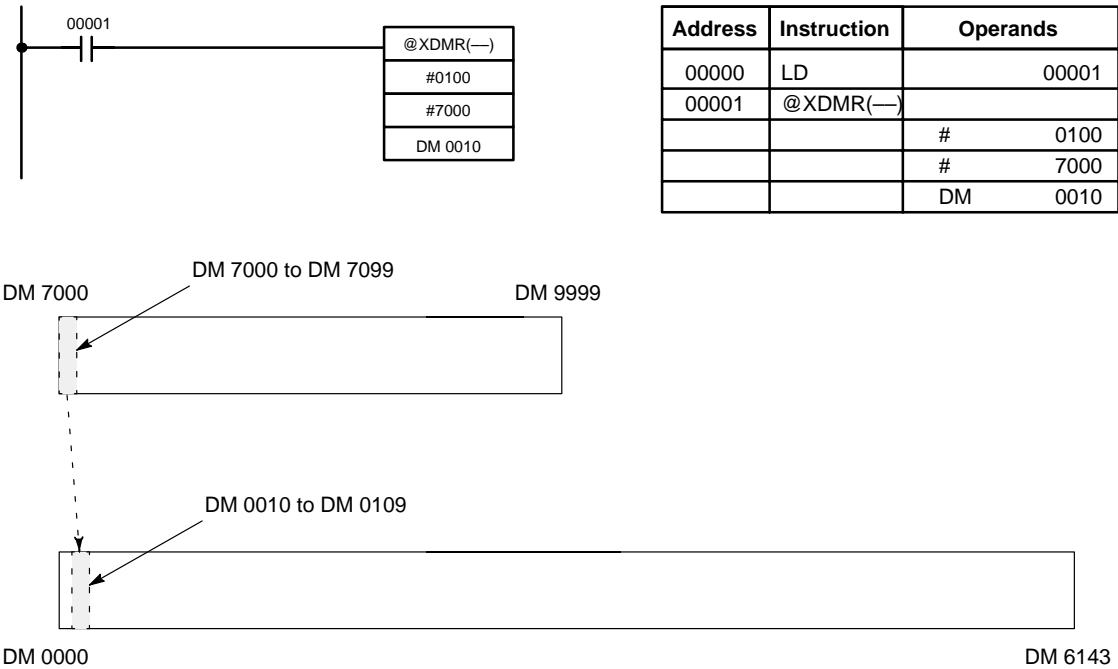 00001
@XDMR(––)
#0100
#7000
DM 0010
Address Instruction Operands
00000 LD 00001
00001 @XDMR(––)
# 0100
# 7000
DM 0010
DM 7000 to DM 7099
DM 7000 DM 9999
DM 0010 to DM 0109
DM 0000 DM 6143